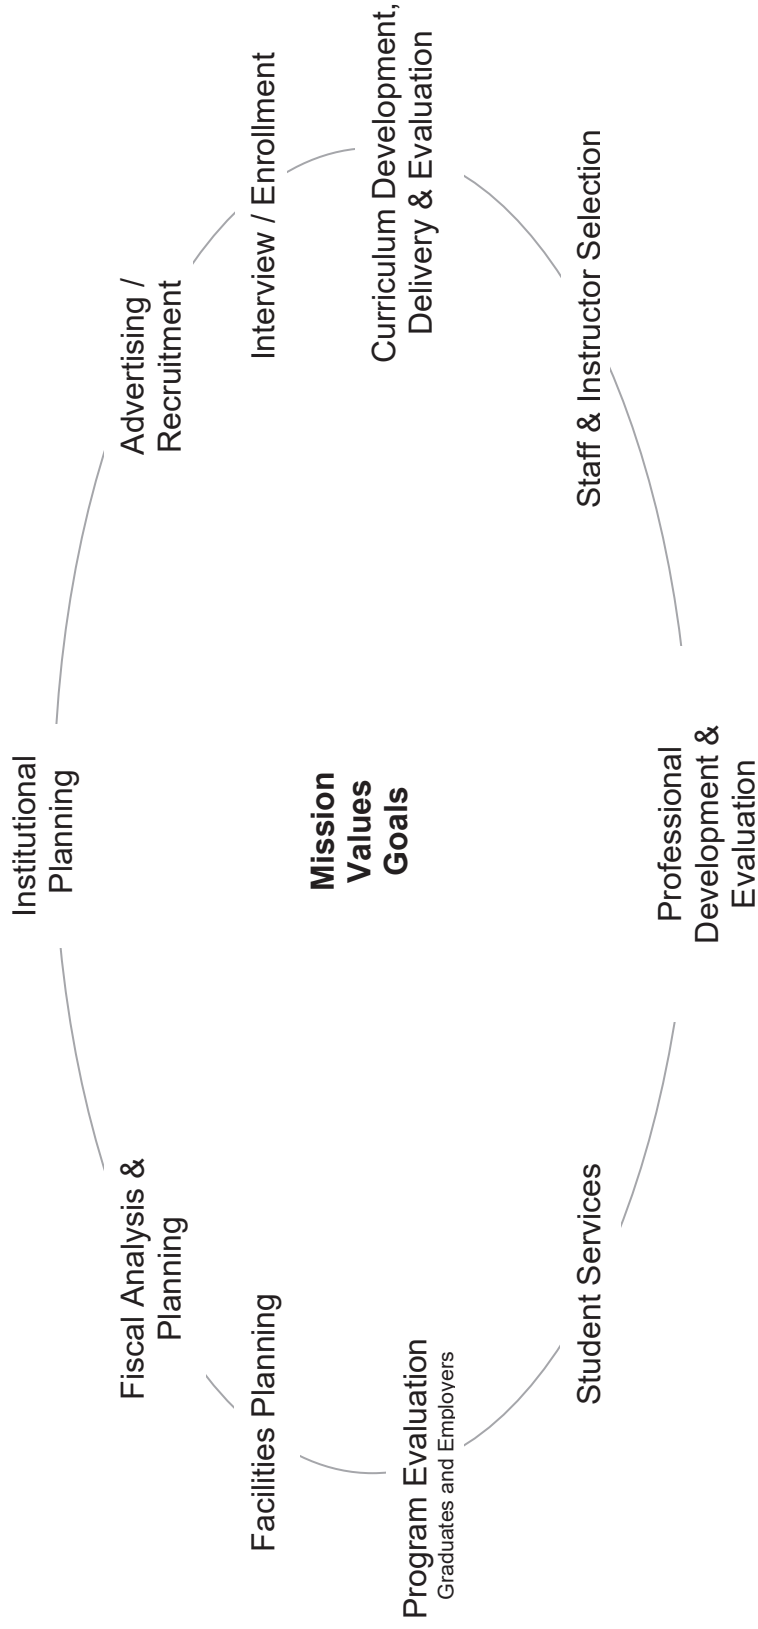 Institutional
Planning
Advertising /
Recruitment
Interview / Enrollment
Curriculum Development,
Delivery & Evaluation
Staff & Instructor Selection
Professional
Development &
Evaluation
Student Services
Program Evaluation
Graduates and Employers
Facilities Planning
Fiscal Analysis &
Planning
Mission
Values
Goals